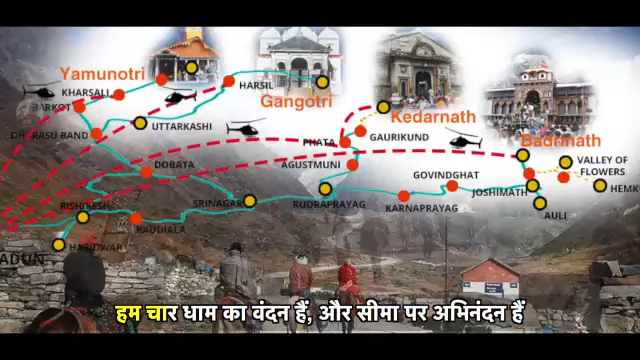 Yamunotri
Gangotri
Kedarnath
Badrinath
KHARSALI
HARSIL
BARKOT
UTTARKASHI
DHARASU BAND
PHATA
GAURIKUND
AGUSTMUNI
DOBATA
GOVINDGHAT
VALLEY OF
FLOWERS
JOSHIMATH
HEMK
AULI
RISHIKESH
SRINAGAR
RUDRAPRAYAG
KARNAPRAYAG
KAUDIALA
HARIDWAR
ADUN
हम चार धाम का वंदन हैं, और सीमा पर अभिनंदन हैं